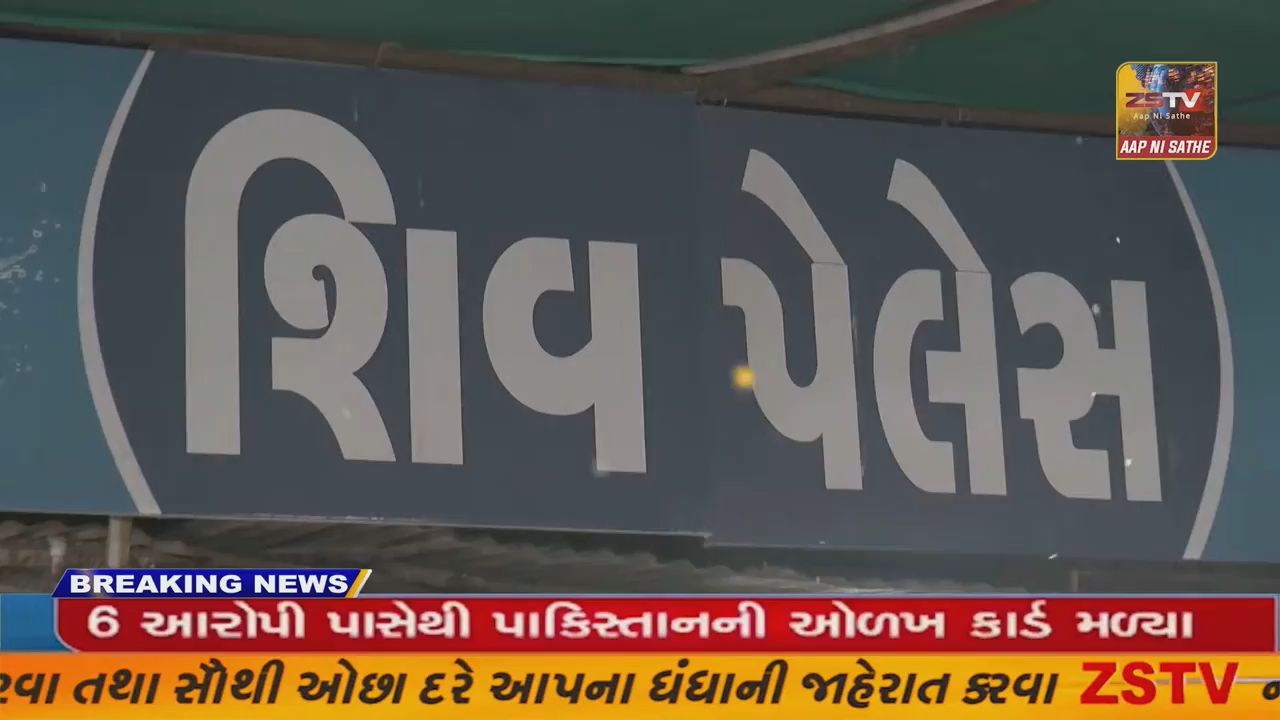 શિવ પેલેસ
ZSTV
Aap Ni Sathe
AAP NI SATHE
BREAKING NEWS
6 આરોપી પાસેથી પાકિસ્તાનની ઓળખ કાર્ડ મળ્યા
તથા સૌથી ઓછા દરે આપના ધંધાની જાહેરાત કરવા ZSTV